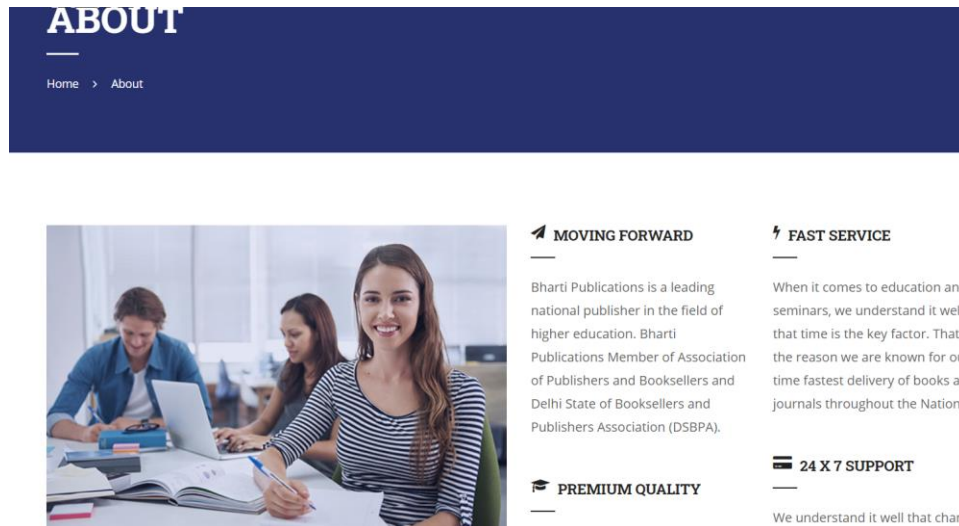 ABOUT
Home > About
MOVING FORWARD
Bharti Publications is a leading
national publisher in the field of
higher education. Bharti
Publications Member of Association
of Publishers and Booksellers and
Delhi State of Booksellers and
Publishers Association (DSBPA).
PREMIUM QUALITY
FAST SERVICE
When it comes to education
seminars, we understand it
that time is the key factor.
the reason we are known for
time fastest delivery of books
journals throughout the
24 X 7 SUPPORT
We understand it well that